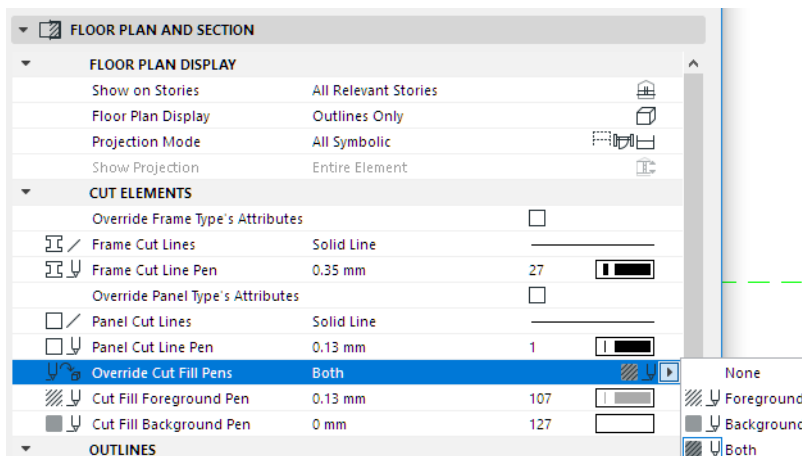 FLOOR PLAN AND SECTION
FLOOR PLAN DISPLAY
Show on Stories All Relevant Stories
Floor Plan Display Outlines Only
Projection Mode All Symbolic
Show Projection Entire Element
CUT ELEMENTS
Override Frame Type's Attributes
Frame Cut Lines Solid Line
Frame Cut Line Pen 0.35 mm 27
Override Panel Type's Attributes
Panel Cut Lines Solid Line
Panel Cut Line Pen 0.13 mm 1
Override Cut Fill Pens Both None
Cut Fill Foreground Pen 0.13 mm 107 Foreground
Cut Fill Background Pen 0 mm 127 Background
OUTLINES Both